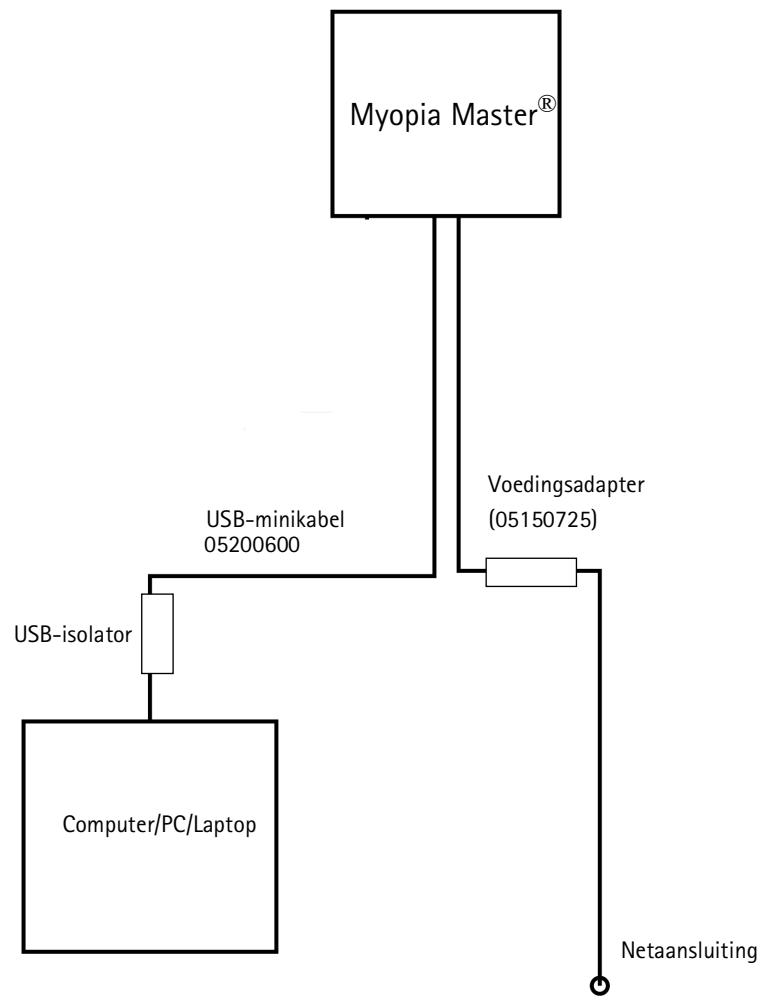 Myopia Master®
Voedingsadapter
(05150725)
USB-minikabel
05200600
USB-isolator
Computer/PC/Laptop
Netaansluiting